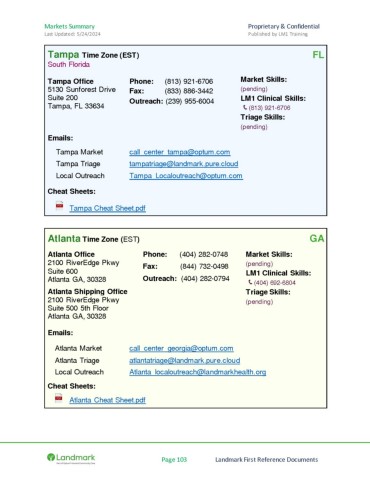 Markets Summary
Proprietary & Confidential
Last Updated: 5/24/2024
Published by LM1 Training
Tampa Time Zone (EST)
FL
South Florida
Tampa Office
5130 Sunforest Drive
Suite 200
Tampa, FL 33634
Phone: (813) 921-6706
Fax: (833) 886-3442
Outreach: (239) 955-6004
Market Skills:
(pending)
LM1 Clinical Skills:
(813) 921-6706
Triage Skills:
(pending)
Emails:
Tampa Market call_center_tampa@optum.com
Tampa Triage tampatriage@landmark.pure.cloud
Local Outreach Tampa_Localoutreach@optum.com
Cheat Sheets:
Tampa Cheat Sheet.pdf
Atlanta Time Zone (EST)
GA
Atlanta Office
2100 RiverEdge Pkwy
Suite 600
Atlanta GA, 30328
Atlanta Shipping Office
2100 RiverEdge Pkwy
Suite 500 5th Floor
Atlanta GA, 30328
Phone: (404) 282-0748
Fax: (844) 732-0498
Outreach: (404) 282-0794
Market Skills:
(pending)
LM1 Clinical Skills:
(404) 692-6804
Triage Skills:
(pending)
Emails:
Atlanta Market call_center_georgia@optum.com
Atlanta Triage atlantatriage@landmark.pure.cloud
Local Outreach Atlanta_localoutreach@landmarkhealth.org
Cheat Sheets:
Atlanta Cheat Sheet.pdf
Landmark
Page 103
Landmark First Reference Documents